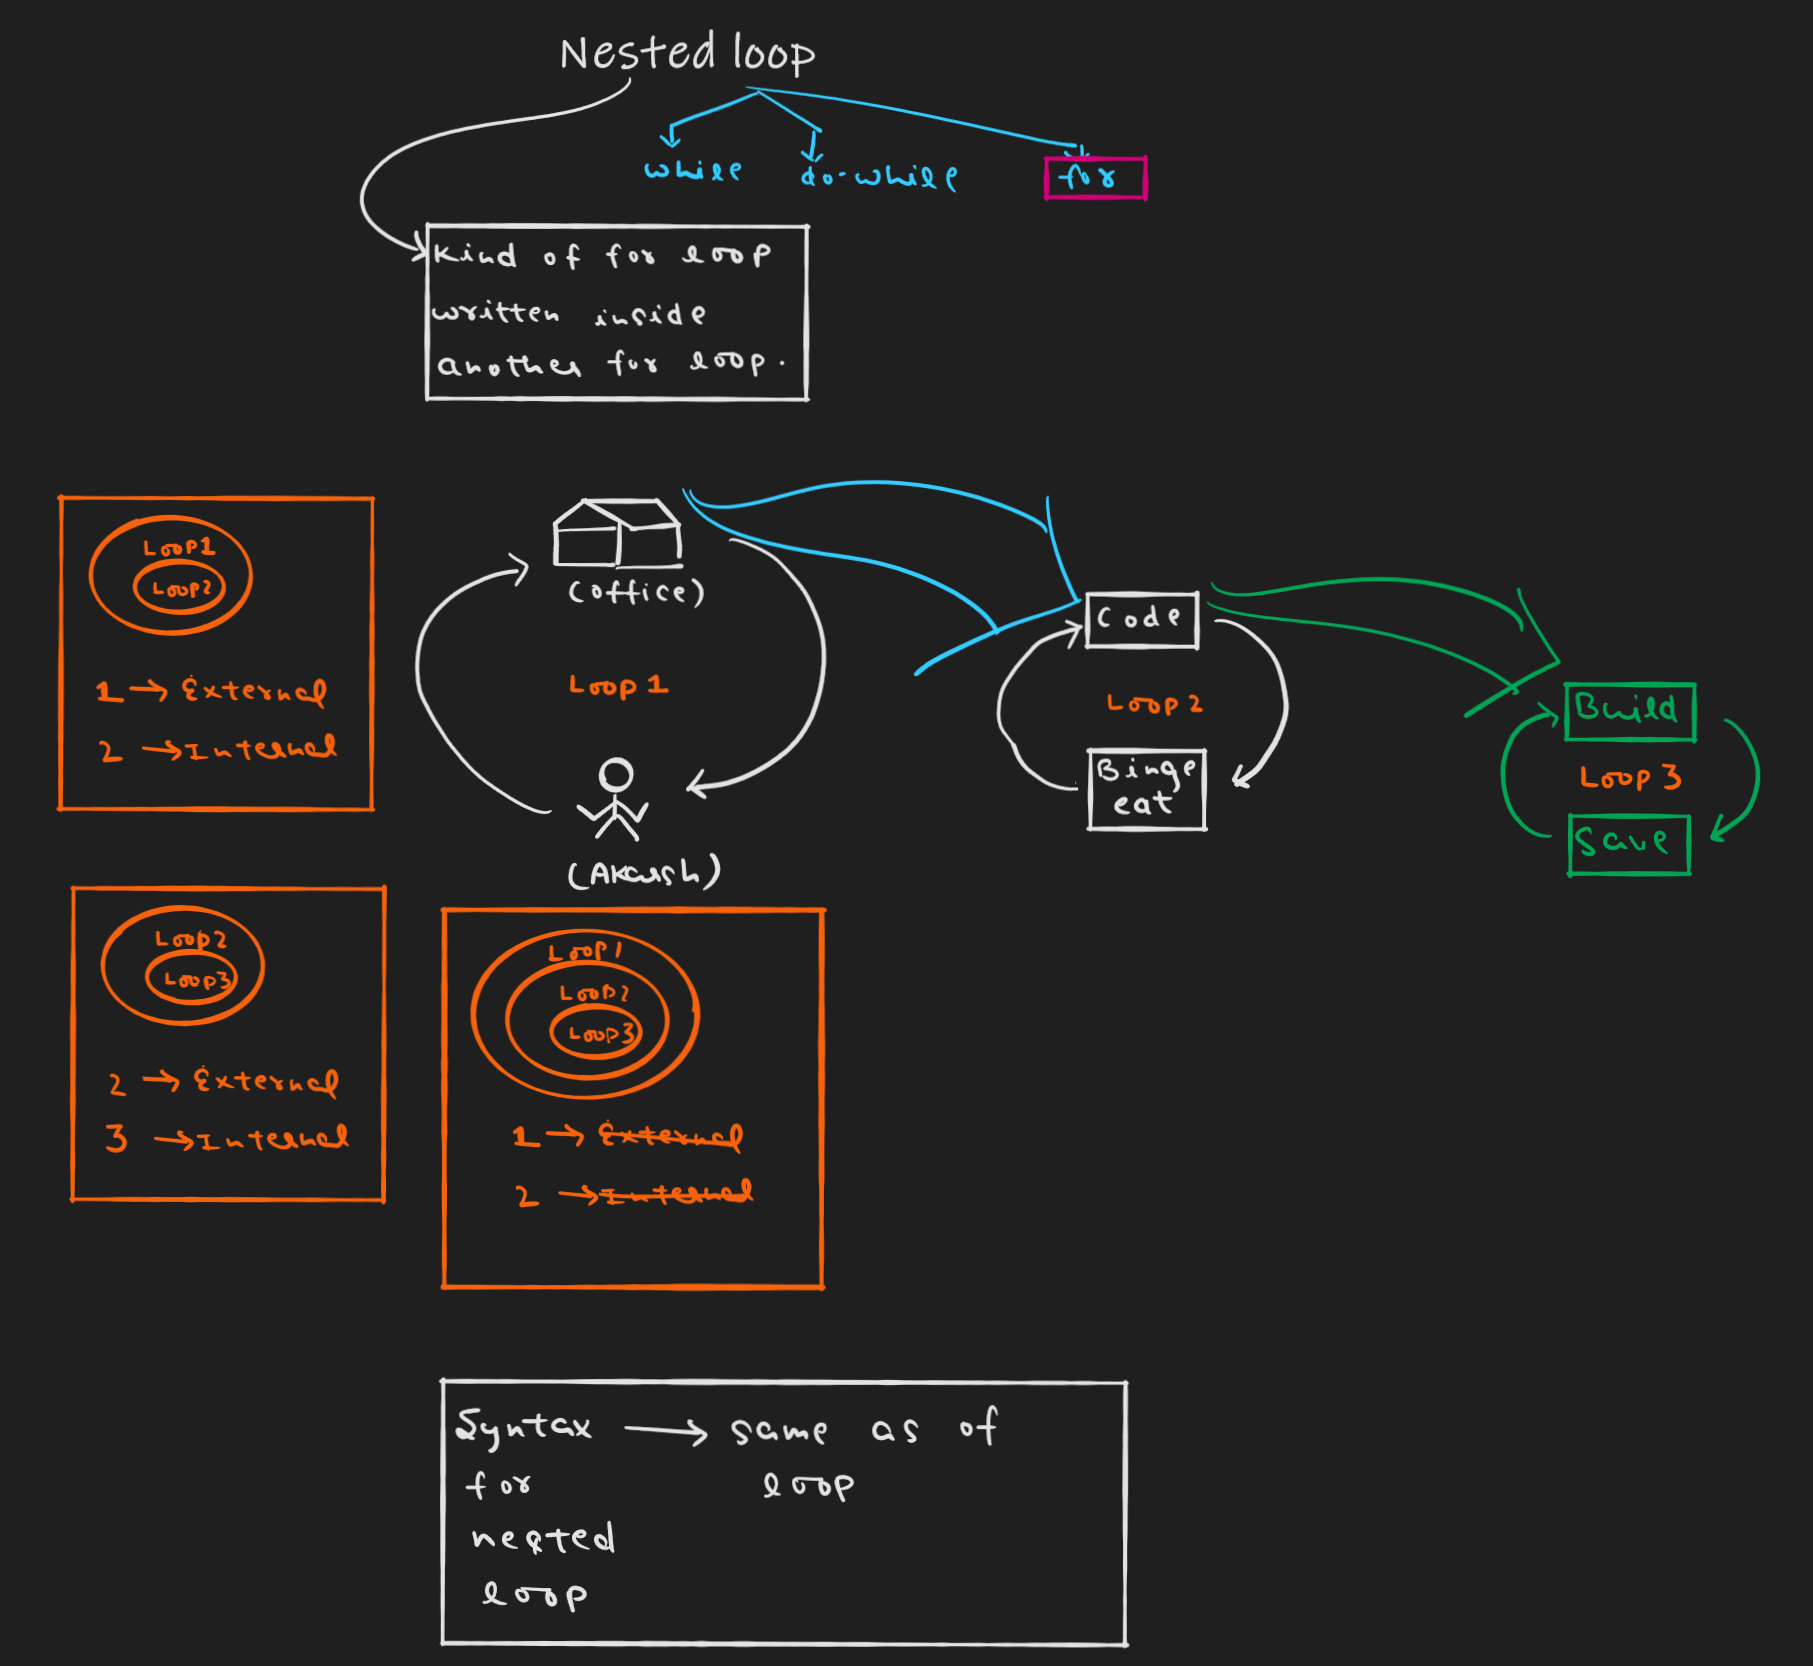 Nested loop
while
do-while
for
Kind of for loop
written inside
another for loop.
Loop1
Loop2
1 → External
2 → Internal
(office)
Loop 1
(Akash)
Code
Loop 2
Binge
eat
Build
Loop 3
Save
Loop2
Loop3
2 → External
3 → Internal
Loop1
Loop2
Loop3
1 → External
2 → Internal
Syntax → same as of
for loop
nested
loop